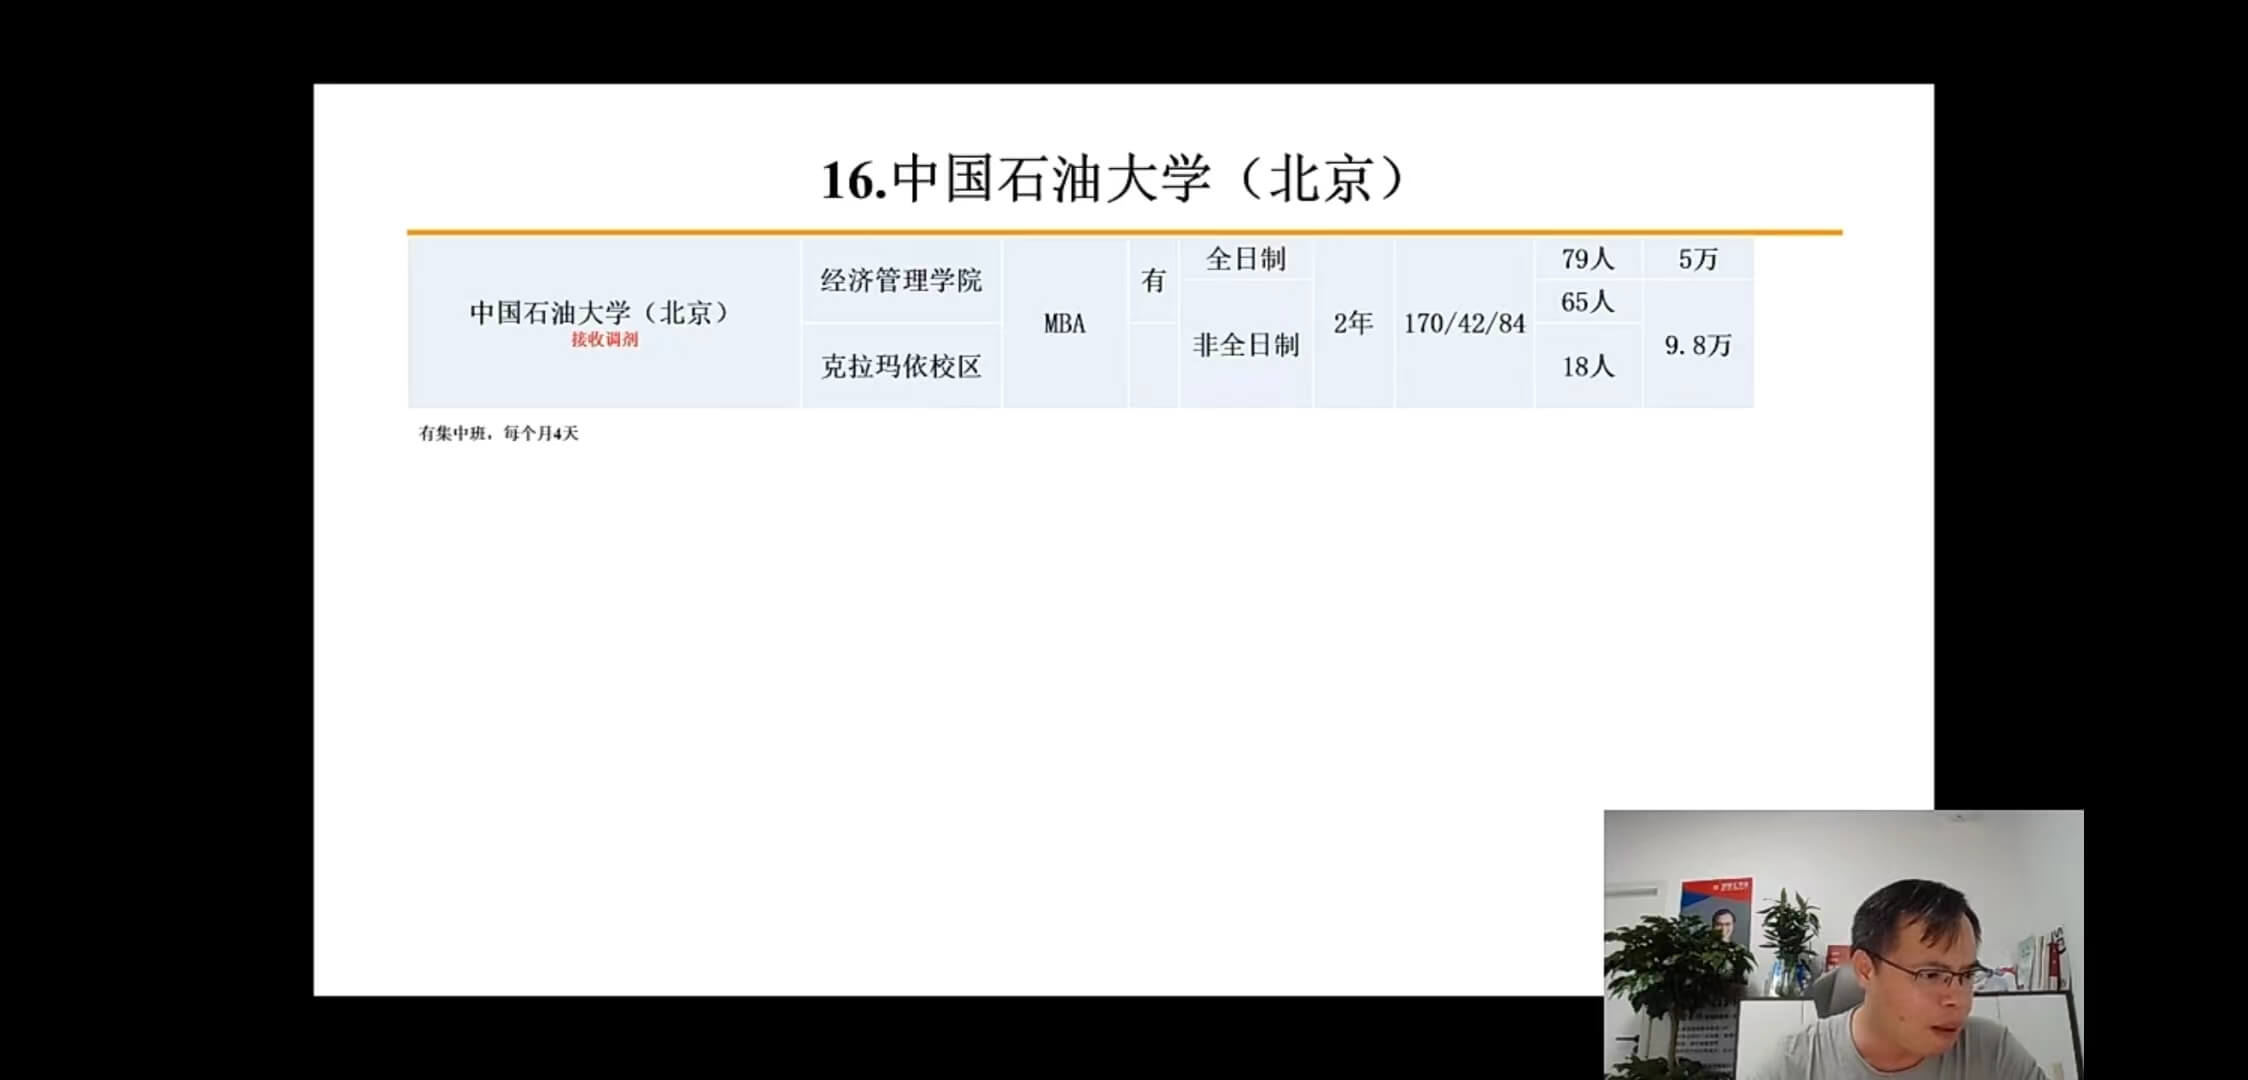 16.中国石油大学（北京）
中国石油大学（北京）
接收调剂
经济管理学院
克拉玛依校区
MBA
有
全日制
非全日制
2年
170/42/84
79人
65人
18人
5万
9.8万
有集中班，每个月4天